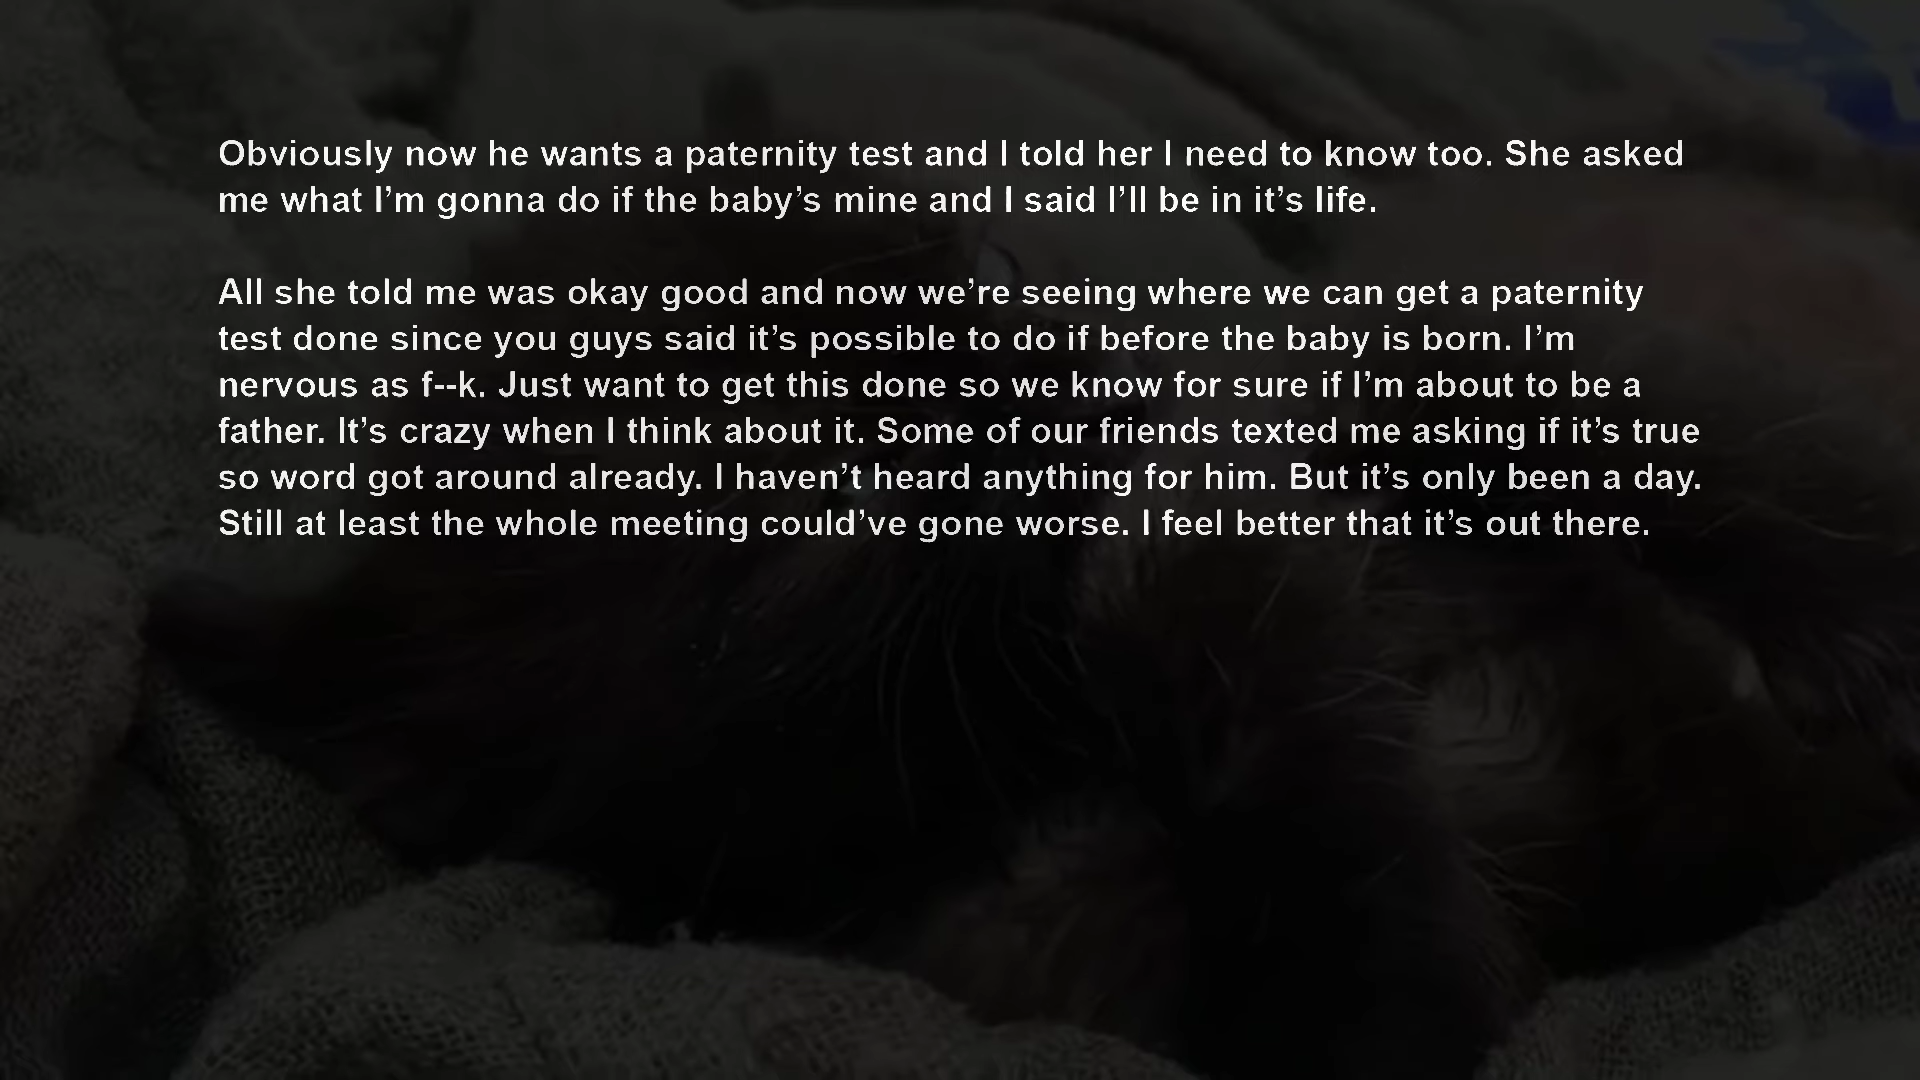 Obviously now he wants a paternity test and I told her I need to know too. She asked
me what I'm gonna do if the baby's mine and I said I'll be in it's life.
All she told me was okay good and now we're seeing where we can get a paternity
test done since you guys said it's possible to do if before the baby is born. I'm
nervous as f--k. Just want to get this done so we know for sure if I'm about to be a
father. It's crazy when I think about it. Some of our friends texted me asking if it's true
so word got around already. I haven't heard anything for him. But it's only been a day.
Still at least the whole meeting could've gone worse. I feel better that it's out there.